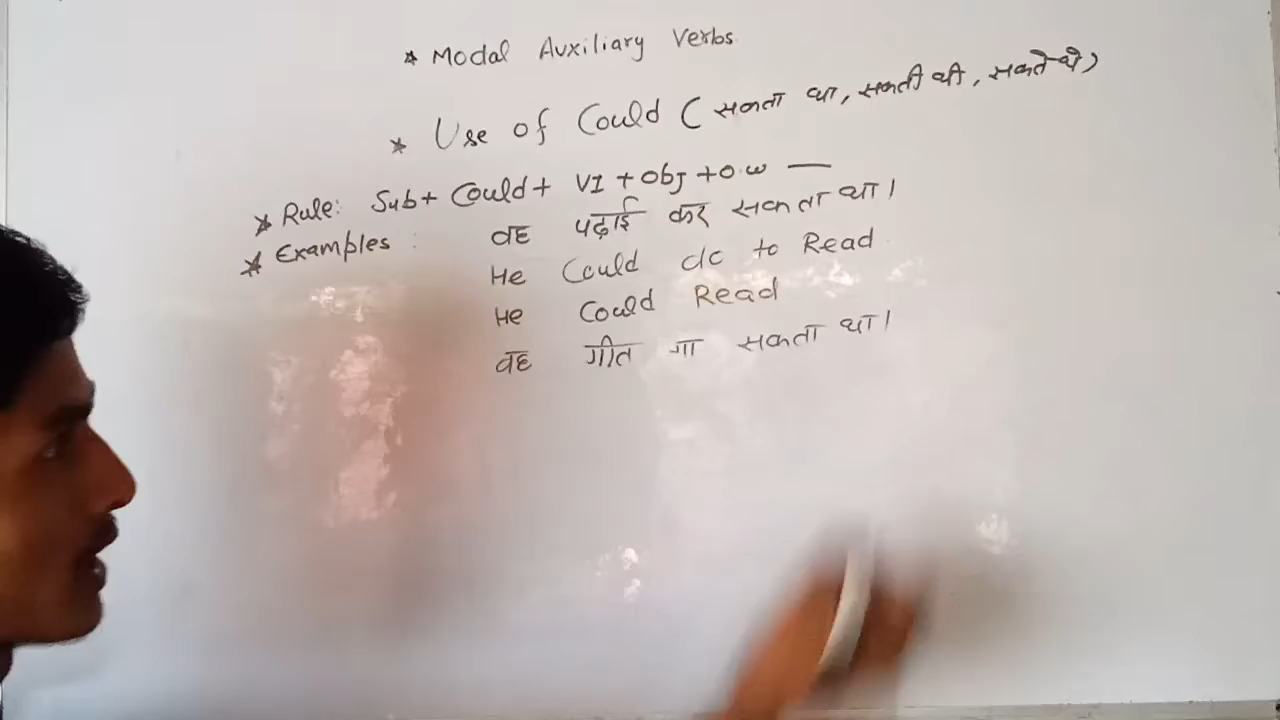 * Modal Auxiliary Verbs
* Use of Could ( सकता था, सकती थी, सकते थे)
* Rule: Sub+ Could+ V1 + Obj + O.W —
* Examples : वह पढ़ाई कर सकता था।
He Could do to Read
He Could Read
वह गीत गा सकता था।